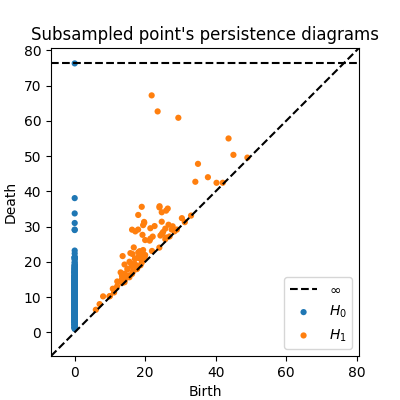 Subsampled point's persistence diagrams
80
70
60
50
40
30
20
10
0
Death
0 20 40 60 80
Birth
∞
H₀
H₁